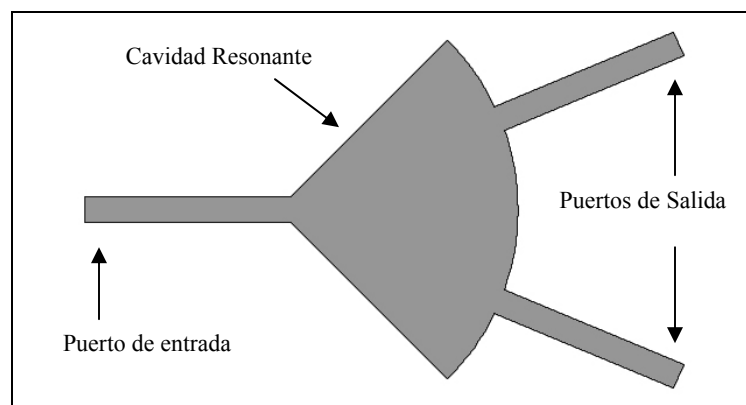 Cavidad Resonante
Puertos de Salida
Puerto de entrada